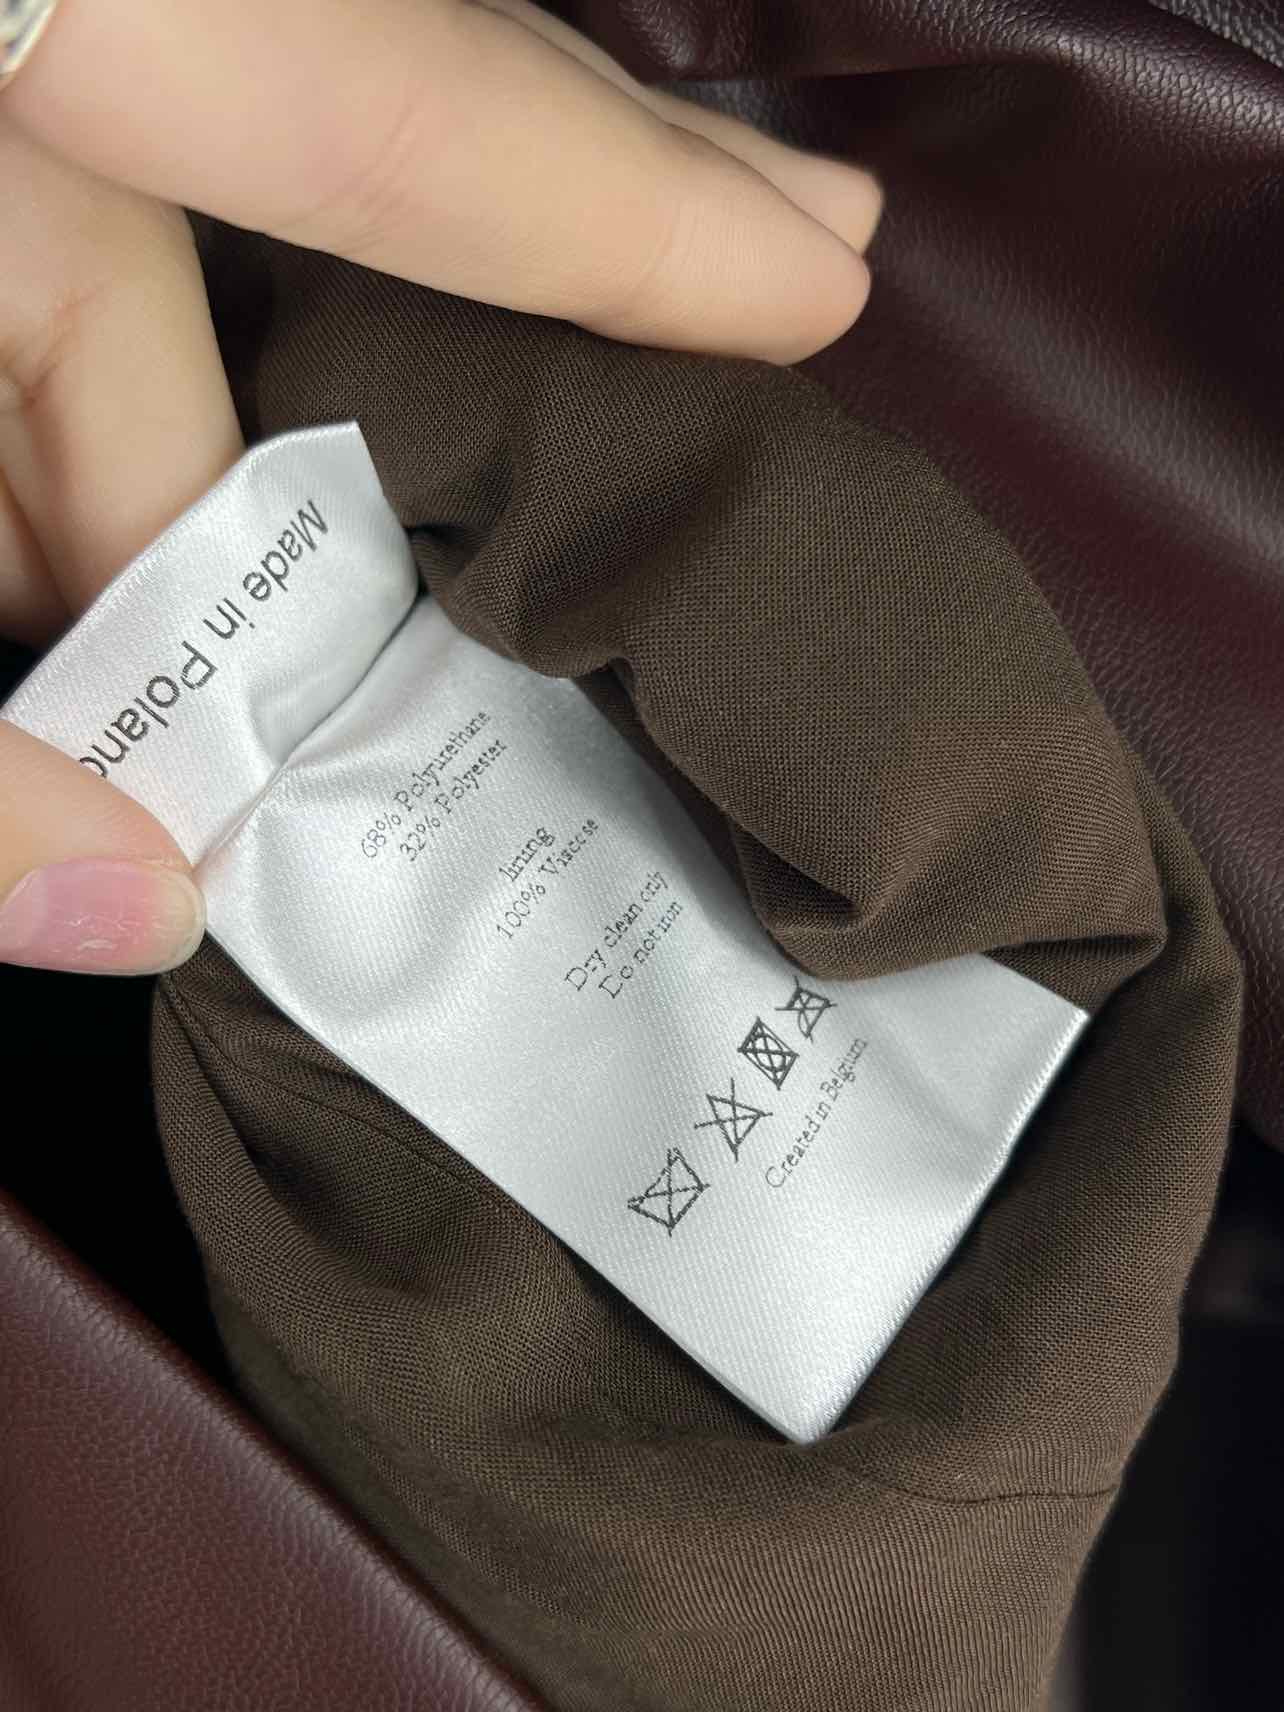 Made in Poland
68% Polyurethane
32% Polyester
lining
100% Viscose
Dry clean only
Do not iron
Created in Belgium